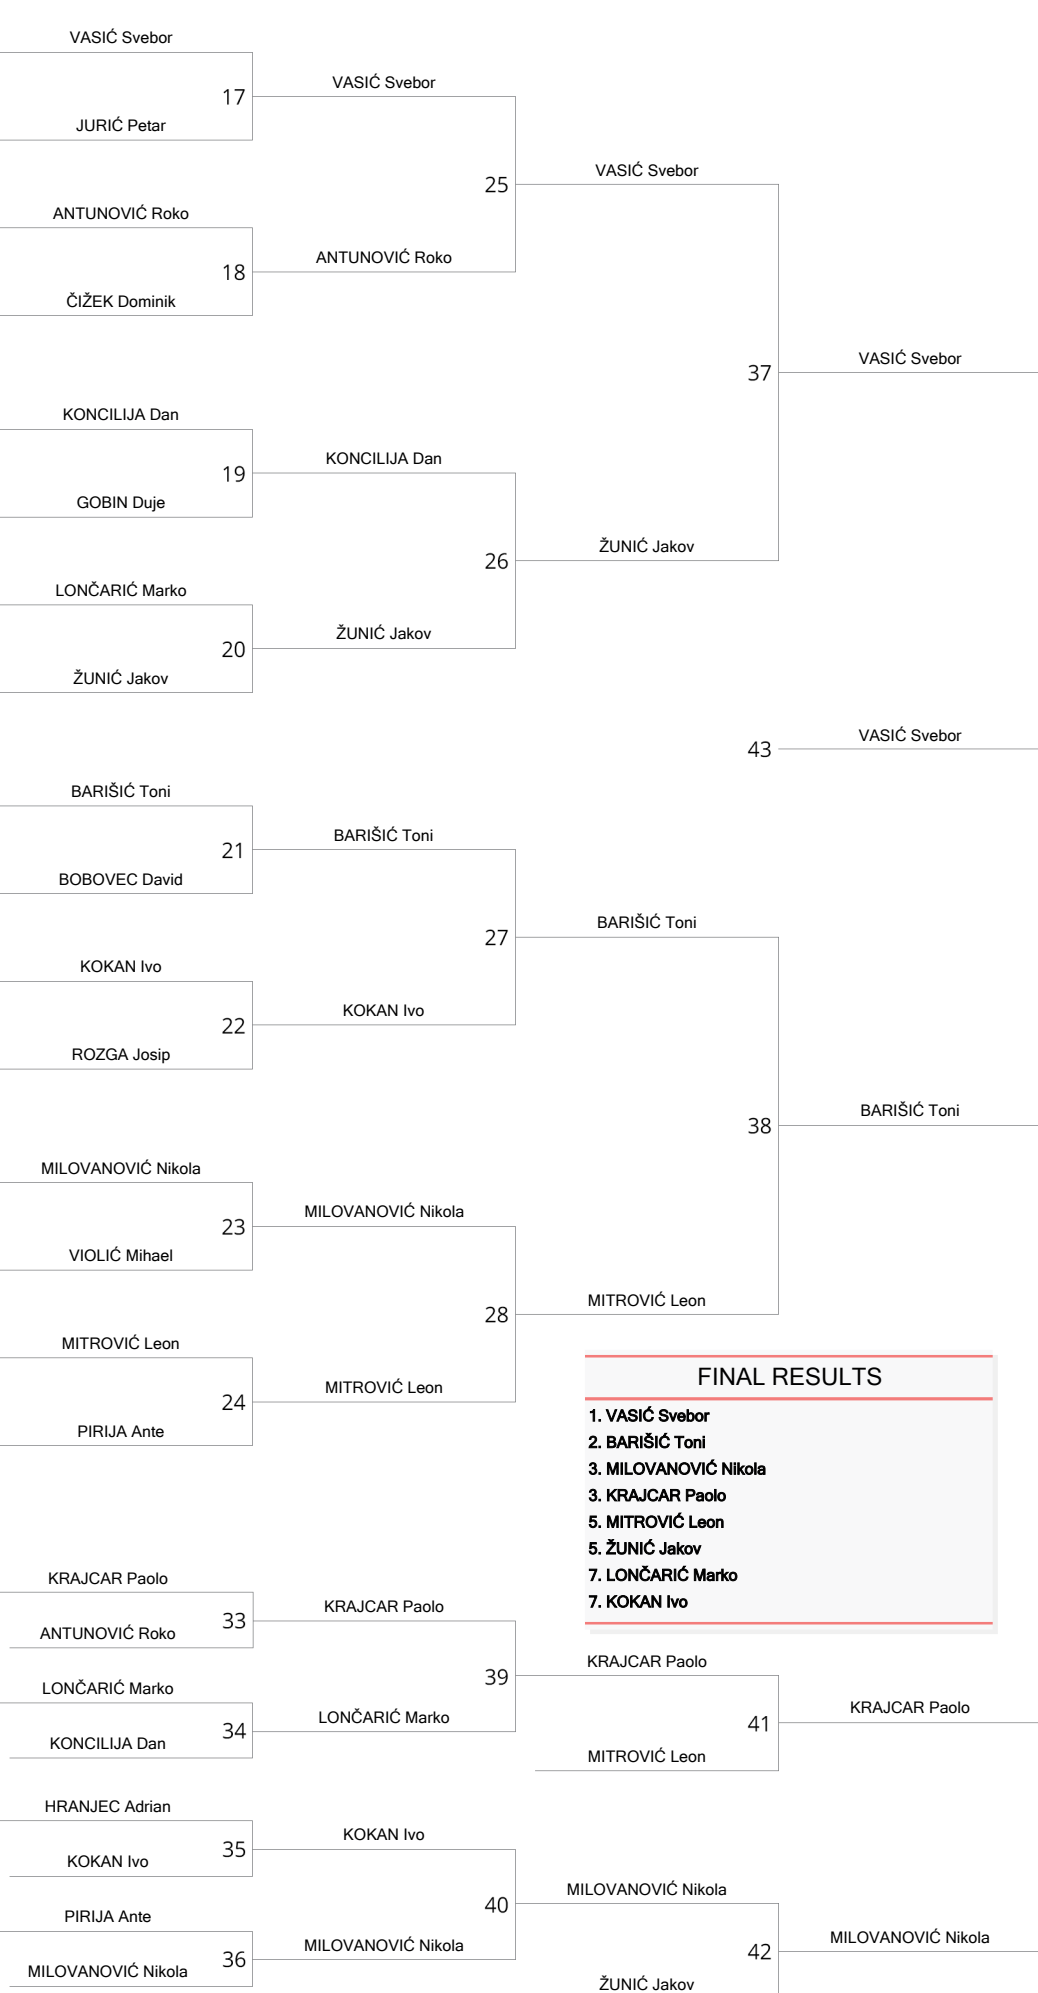 VASIĆ Svebor
17
VASIĆ Svebor
JURIĆ Petar
25
VASIĆ Svebor
ANTUNOVIĆ Roko
18
ANTUNOVIĆ Roko
ČIŽEK Dominik
37
VASIĆ Svebor
KONCILIJA Dan
19
KONCILIJA Dan
GOBIN Duje
26
ŽUNIĆ Jakov
LONČARIĆ Marko
20
ŽUNIĆ Jakov
ŽUNIĆ Jakov
43
VASIĆ Svebor
BARIŠIĆ Toni
21
BARIŠIĆ Toni
BOBOVEC David
27
BARIŠIĆ Toni
KOKAN Ivo
22
KOKAN Ivo
ROZGA Josip
38
BARIŠIĆ Toni
MILOVANOVIĆ Nikola
23
MILOVANOVIĆ Nikola
VIOLIĆ Mihael
28
MITROVIĆ Leon
MITROVIĆ Leon
24
MITROVIĆ Leon
PIRIJA Ante
FINAL RESULTS
1. VASIĆ Svebor
2. BARIŠIĆ Toni
3. MILOVANOVIĆ Nikola
3. KRAJCAR Paolo
5. MITROVIĆ Leon
5. ŽUNIĆ Jakov
7. LONČARIĆ Marko
7. KOKAN Ivo
KRAJCAR Paolo
33
KRAJCAR Paolo
ANTUNOVIĆ Roko
39
KRAJCAR Paolo
LONČARIĆ Marko
34
LONČARIĆ Marko
KONCILIJA Dan
41
KRAJCAR Paolo
MITROVIĆ Leon
HRANJEC Adrian
35
KOKAN Ivo
KOKAN Ivo
40
MILOVANOVIĆ Nikola
PIRIJA Ante
36
MILOVANOVIĆ Nikola
MILOVANOVIĆ Nikola
42
MILOVANOVIĆ Nikola
ŽUNIĆ Jakov